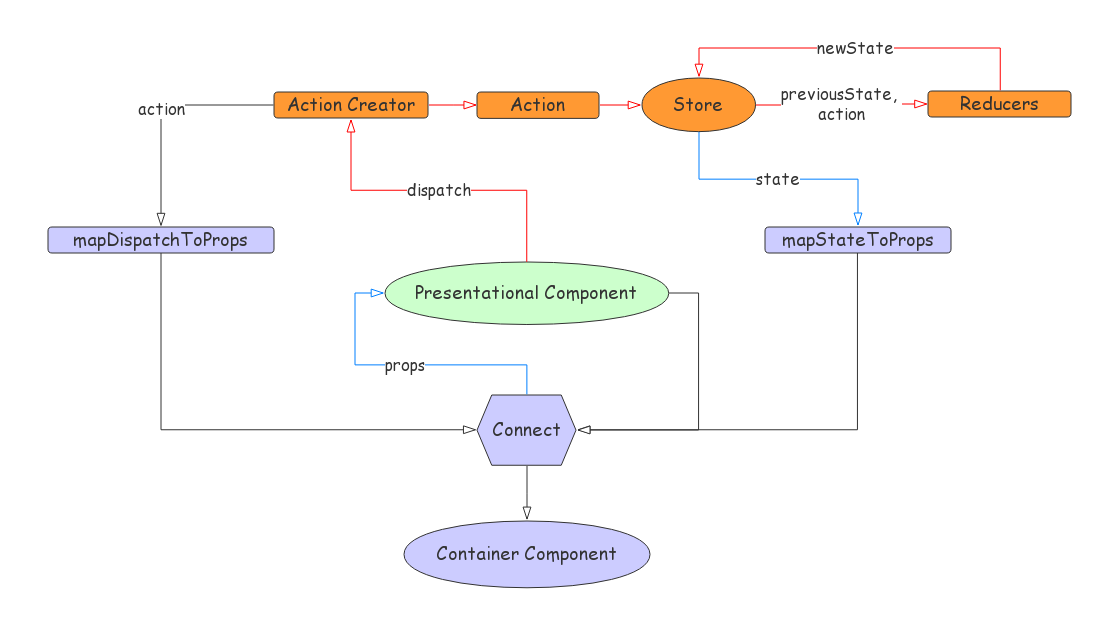 newState
action
Action Creator
Action
Store
previousState,
action
Reducers
dispatch
state
mapDispatchToProps
mapStateToProps
Presentational Component
props
Connect
Container Component